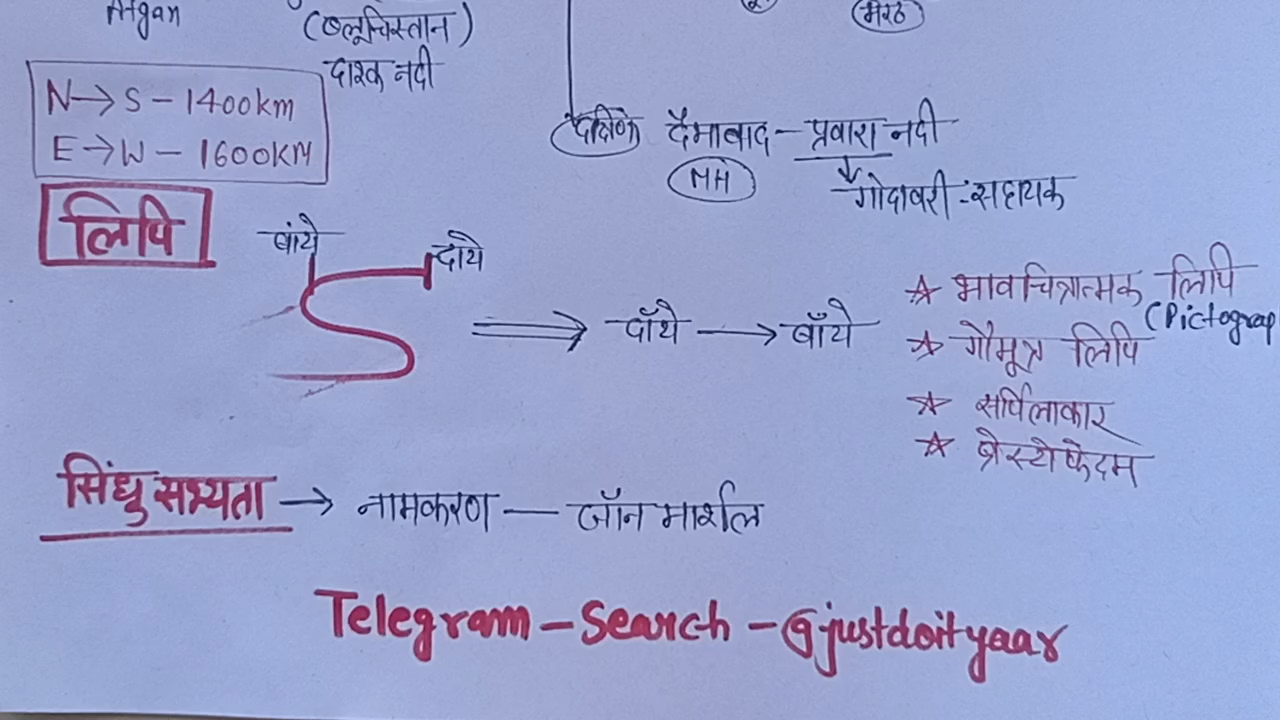 Afgan
(बलूचिस्तान)
दाश्क नदी
मेरठ
N→S – 1400km
E→W – 1600KM
दक्षिण दैमाबाद – प्रवारा नदी
MH
गोदावरी - सहायक
लिपि
बांये
दांये
⇒ दाँये → बाँये
☆ भावचित्रात्मक लिपि
(Pictograp
☆ गौमूत्र लिपि
☆ सर्पिलाकार
☆ ब्रोस्टोफेदम
सिंधु सभ्यता → नामकरण – जॉन मार्शल
Telegram – Search – @justdoityaar